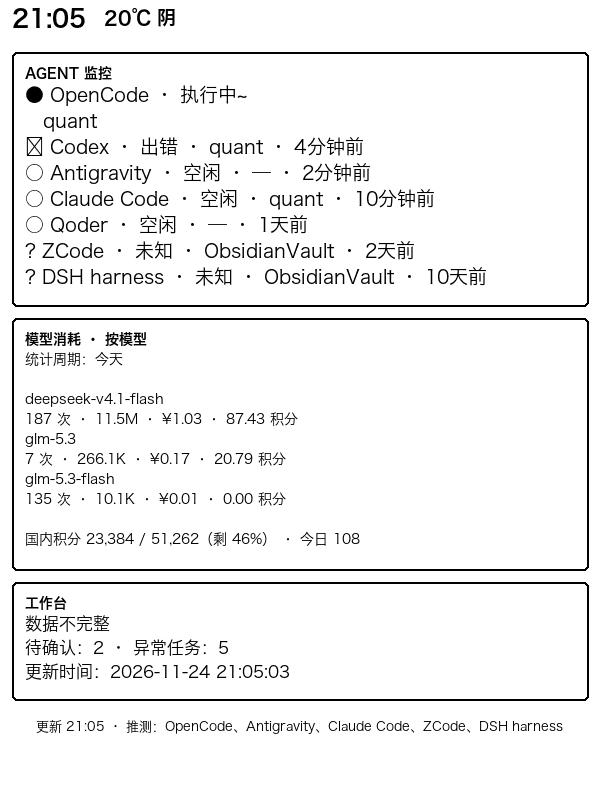 21:05 20℃ 阴
AGENT 监控
● OpenCode · 执行中~
quant
☒ Codex · 出错 · quant · 4分钟前
○ Antigravity · 空闲 · — · 2分钟前
○ Claude Code · 空闲 · quant · 10分钟前
○ Qoder · 空闲 · — · 1天前
? ZCode · 未知 · ObsidianVault · 2天前
? DSH harness · 未知 · ObsidianVault · 10天前
模型消耗 · 按模型
统计周期：今天
deepseek-v4.1-flash
187 次 · 11.5M · ¥1.03 · 87.43 积分
glm-5.3
7 次 · 266.1K · ¥0.17 · 20.79 积分
glm-5.3-flash
135 次 · 10.1K · ¥0.01 · 0.00 积分
国内积分 23,384 / 51,262（剩 46%） · 今日 108
工作台
数据不完整
待确认：2 · 异常任务：5
更新时间：2026-11-24 21:05:03
更新 21:05 · 推测：OpenCode、Antigravity、Claude Code、ZCode、DSH harness